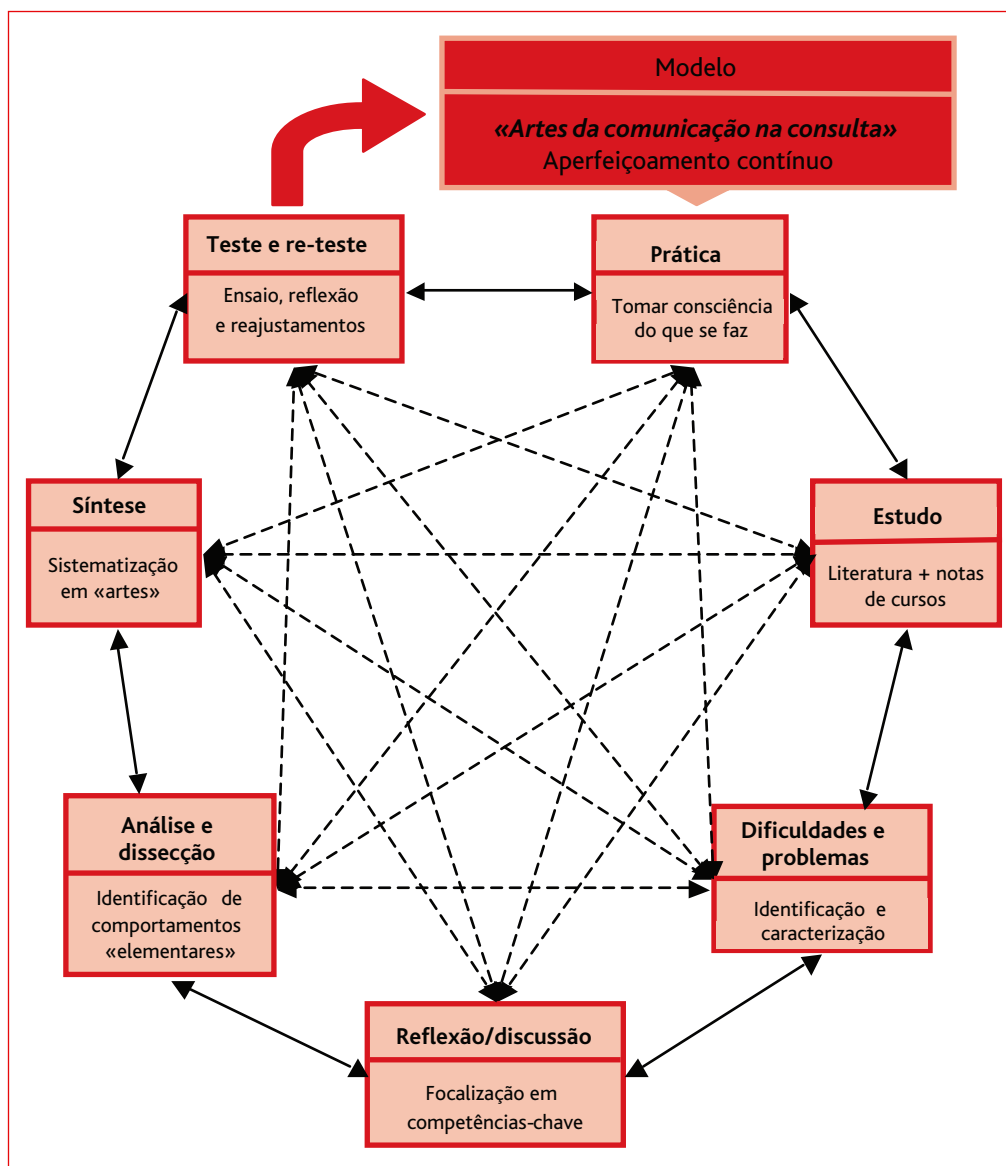 Modelo
«Artes da comunicação na consulta»
Aperfeiçoamento contínuo
Teste e re-teste
Ensaio, reflexão
e reajustamentos
Prática
Tomar consciência
do que se faz
Síntese
Sistematização
em «artes»
Estudo
Literatura + notas
de cursos
Análise e
dissecção
Identificação de
comportamentos
«elementares»
Dificuldades e
problemas
Identificação e
caracterização
Reflexão/discussão
Focalização em
competências-chave